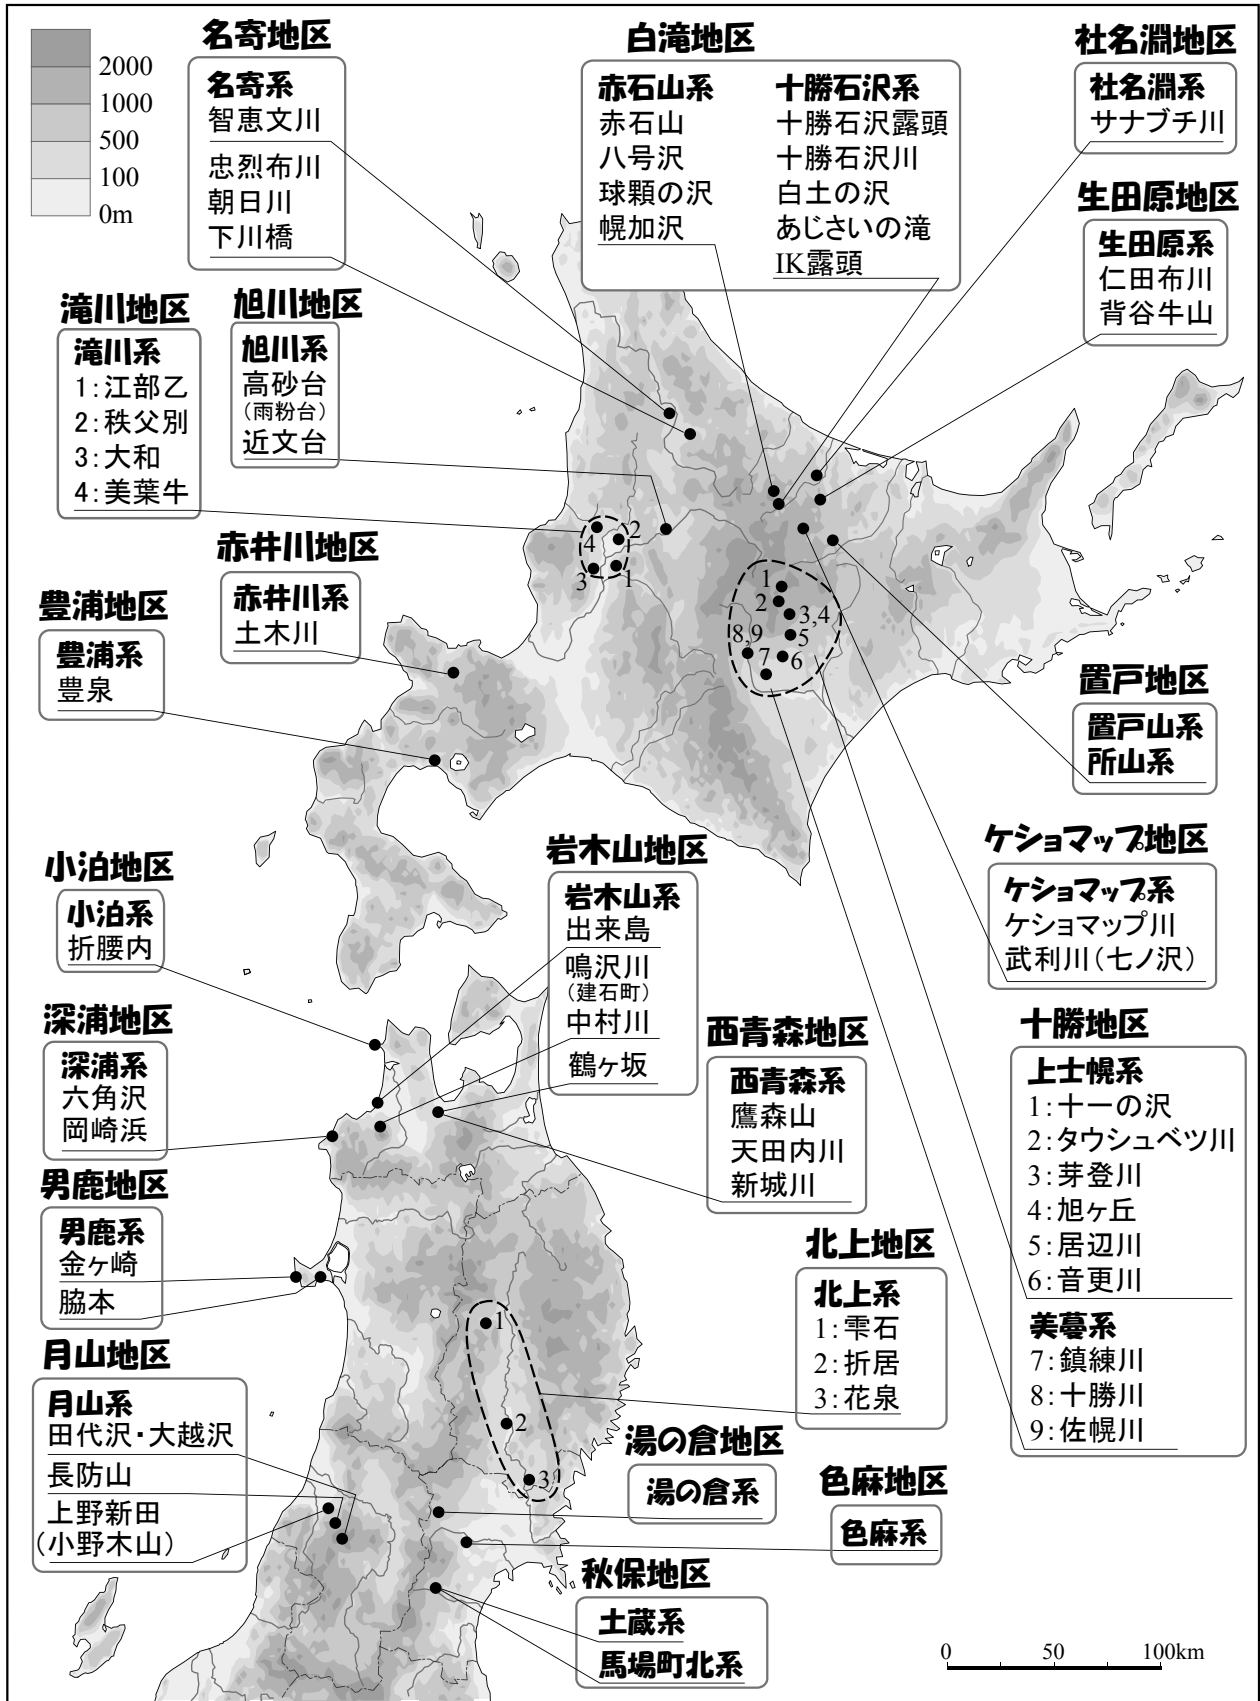 2000
1000
500
100
0m
名寄地区
名寄系
智恵文川
忠烈布川
朝日川
下川橋
白滝地区
赤石山系
赤石山
八号沢
球顆の沢
幌加沢
十勝石沢系
十勝石沢露頭
十勝石沢川
白土の沢
あじさいの滝
IK露頭
社名淵地区
社名淵系
サナブチ川
生田原地区
生田原系
仁田布川
背谷牛山
滝川地区
滝川系
1:江部乙
2:秩父別
3:大和
4:美葉牛
旭川地区
旭川系
高砂台
(雨粉台)
近文台
赤井川地区
赤井川系
土木川
豊浦地区
豊浦系
豊泉
4
2
3
1
1
2
3,4
8,9
5
7
6
置戸地区
置戸山系
所山系
ケショマップ地区
ケショマップ系
ケショマップ川
武利川(七ノ沢)
十勝地区
上士幌系
1:十一の沢
2:タウシュベツ川
3:芽登川
4:旭ヶ丘
5:居辺川
6:音更川
美蔓系
7:鎮練川
8:十勝川
9:佐幌川
小泊地区
小泊系
折腰内
岩木山地区
岩木山系
出来島
鳴沢川
(建石町)
中村川
鶴ヶ坂
深浦地区
深浦系
六角沢
岡崎浜
西青森地区
西青森系
鷹森山
天田内川
新城川
男鹿地区
男鹿系
金ヶ崎
脇本
北上地区
北上系
1:雫石
2:折居
3:花泉
1
2
3
月山地区
月山系
田代沢・大越沢
長防山
上野新田
(小野木山)
湯の倉地区
湯の倉系
色麻地区
色麻系
秋保地区
土蔵系
馬場町北系
0
50
100km